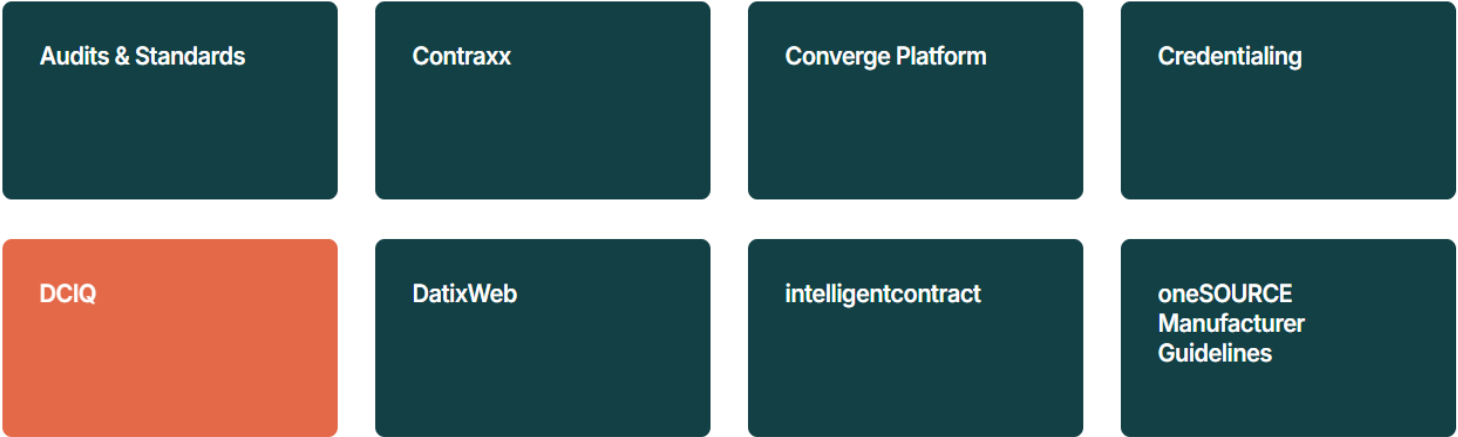 Audits & Standards
Contraxx
Converge Platform
Credentialing
DCIQ
DatixWeb
intelligentcontract
oneSOURCE
Manufacturer
Guidelines